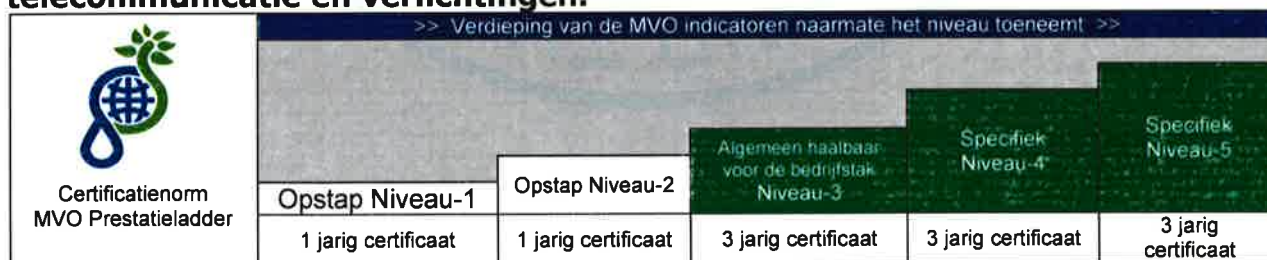 telecommunicatie en verlichtingen.
>> Verdieping van de MVO indicatoren naarmate het niveau toeneemt >>
Certificatienorm
MVO Prestatieladder
Opstap Niveau-1
1 jarig certificaat
Opstap Niveau-2
1 jarig certificaat
Algemeen haalbaar
voor de bedrijfstak
Niveau-3
3 jarig certificaat
Specifiek
Niveau-4
3 jarig certificaat
Specifiek
Niveau-5
3 jarig
certificaat